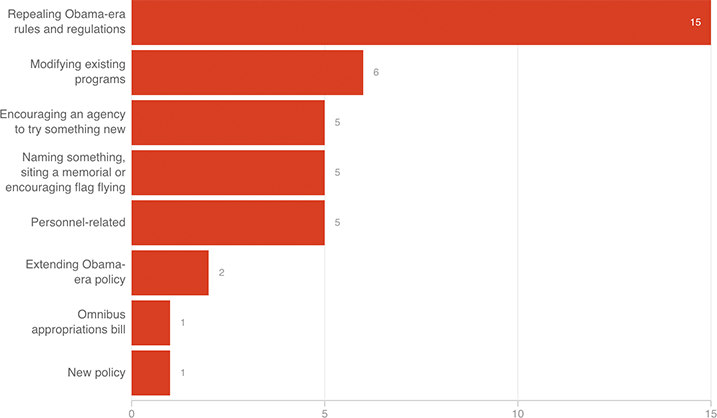 Repealing Obama-era
rules and regulations
15
Modifying existing
programs
6
Encouraging an agency
to try something new
5
Naming something,
siting a memorial or
encouraging flag flying
5
Personnel-related
5
Extending Obama-
era policy
2
Omnibus
appropriations bill
1
New policy
1
0 5 10 15